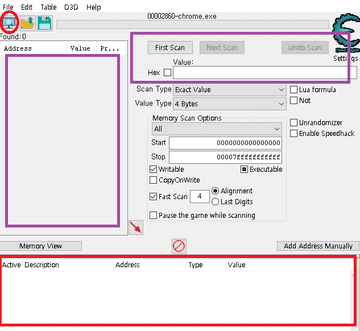 File Edit Table D3D Help
00002860-chrome.exe
Found:0
Address Value Pr...
First Scan Next Scan Undo Scan
Settings
Value:
Hex
Scan Type Exact Value
Lua formula
Not
Value Type 4 Bytes
Memory Scan Options
All
Unrandomizer
Enable Speedhack
Start 0000000000000000
Stop 00007fffffffffff
Writable Executable
CopyOnWrite
Fast Scan 4 Alignment
Last Digits
Pause the game while scanning
Memory View Add Address Manually
Active Description Address Type Value